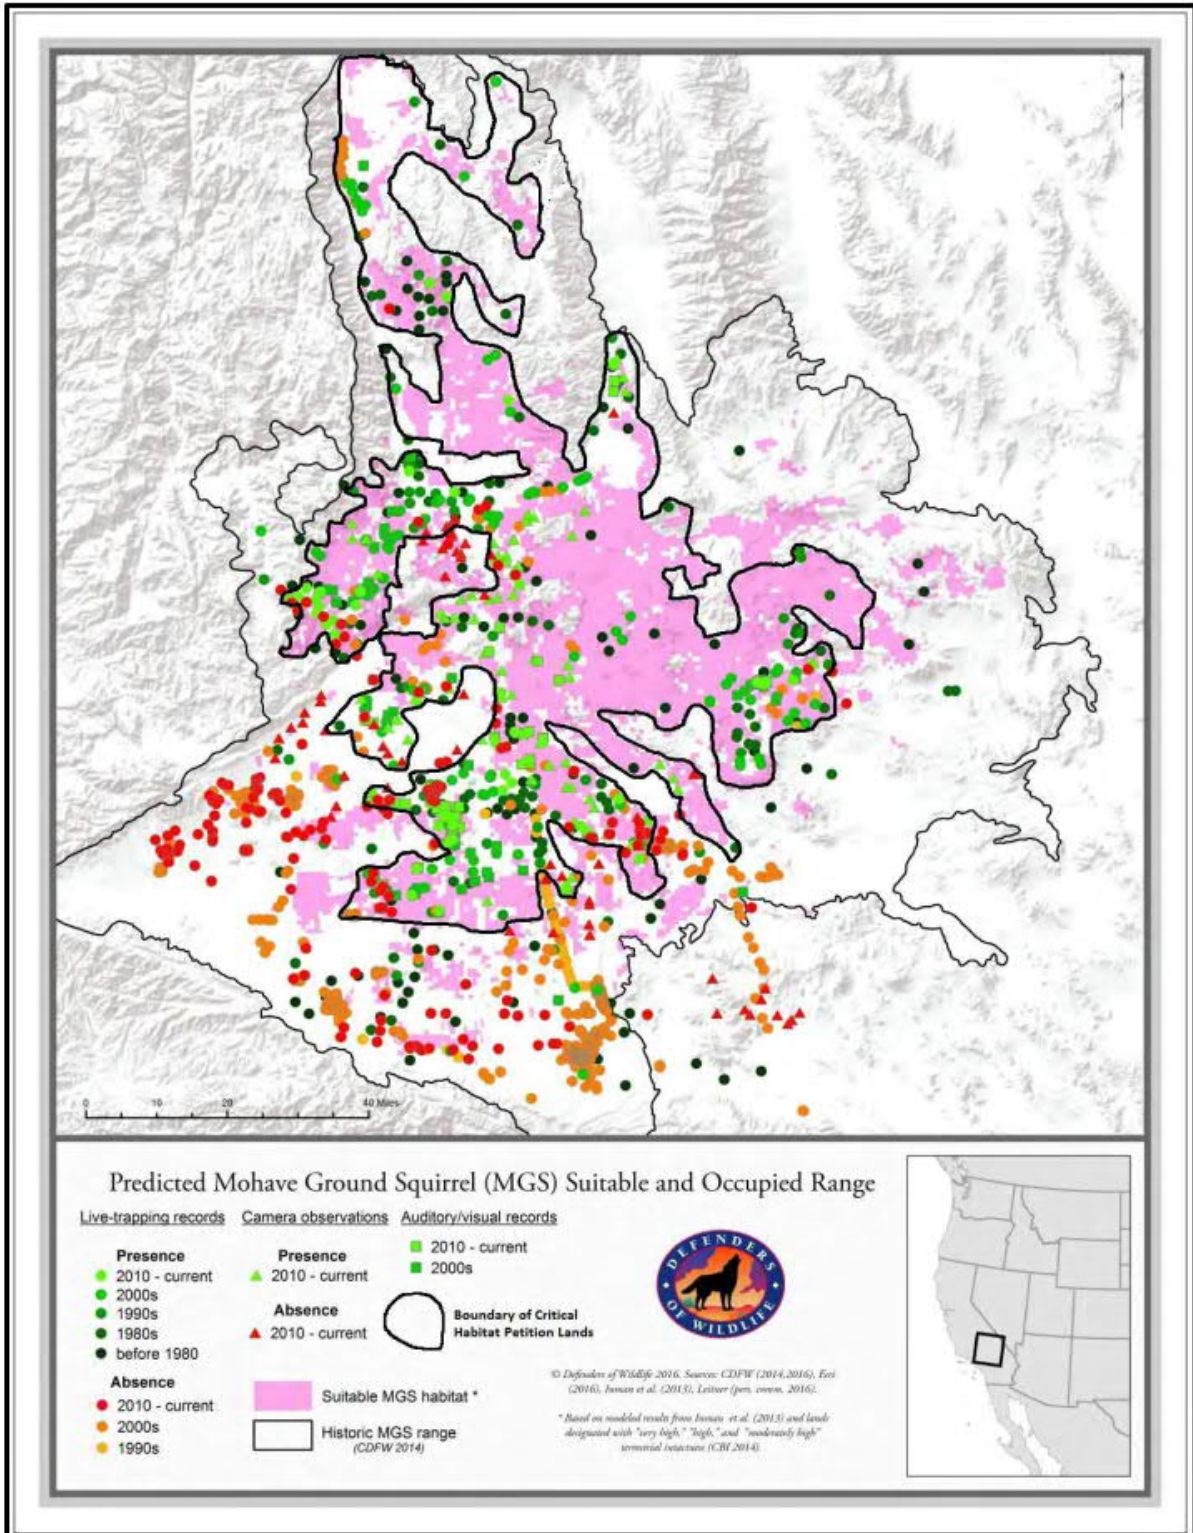 0 10 20 40 Miles
Predicted Mohave Ground Squirrel (MGS) Suitable and Occupied Range
Live-trapping records
Presence
2010 - current
2000s
1990s
1980s
before 1980
Absence
2010 - current
2000s
1990s
Camera observations
Presence
2010 - current
Absence
2010 - current
Auditory/visual records
2010 - current
2000s
Boundary of Critical
Habitat Petition Lands
Suitable MGS habitat *
Historic MGS range
(CDFW 2014)
DEFENDERS
OF WILDLIFE
© Defenders of Wildlife 2016. Sources: CDFW (2014,2016), Esri
(2016), Inman et al. (2013), Leitner (pers. comm. 2016).
* Based on modeled results from Inman et al. (2013) and lands
designated with "very high," "high," and "moderately high"
terrestrial intactness (CBI 2014).